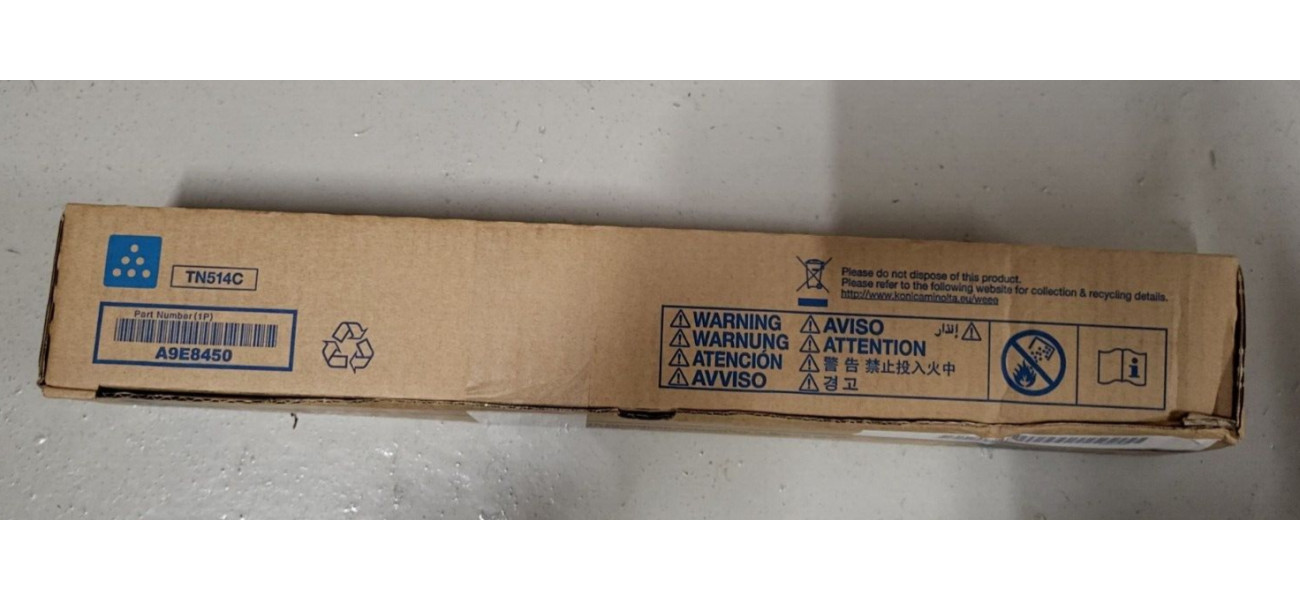 TN514C
Part Number(1P)
A9E8450
Please do not dispose of this product.
Please refer to the following website for collection & recycling details.
http://www.konicaminolta.eu/weee
WARNING
WARNUNG
ATENCIÓN
AVVISO
AVISO
إنذار
ATTENTION
警告 禁止投入火中
경고